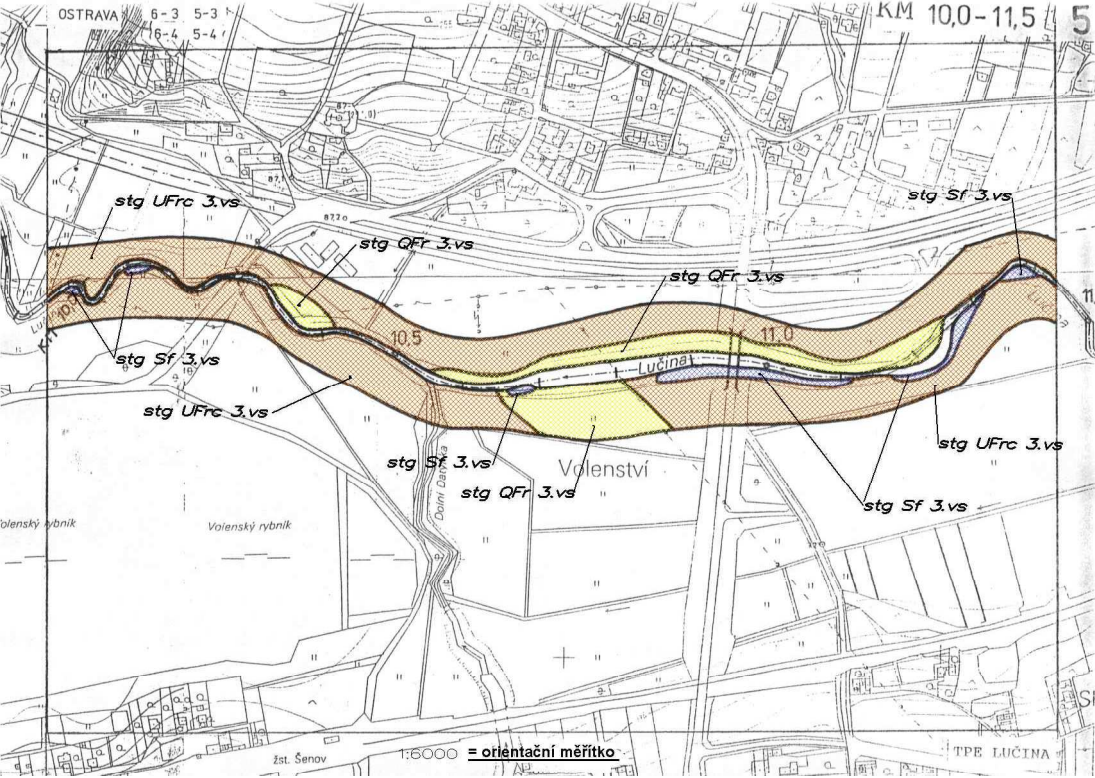 OSTRAVA 6-3 5-3
6-4 5-4
KM 10,0-11,5
5
stg UFrc 3.vs
stg Sf 3.vs
stg QFr 3.vs
stg QFr 3.vs
10,5
11,0
Lučina
stg Sf 3.vs
stg UFrc 3.vs
stg UFrc 3.vs
stg Sf 3.vs
Dolní Datyňka
Volenství
stg QFr 3.vs
stg Sf 3.vs
Volenský rybník
Volenský rybník
žst. Šenov
1:6000 = orientační měřítko
TPE LUČINA